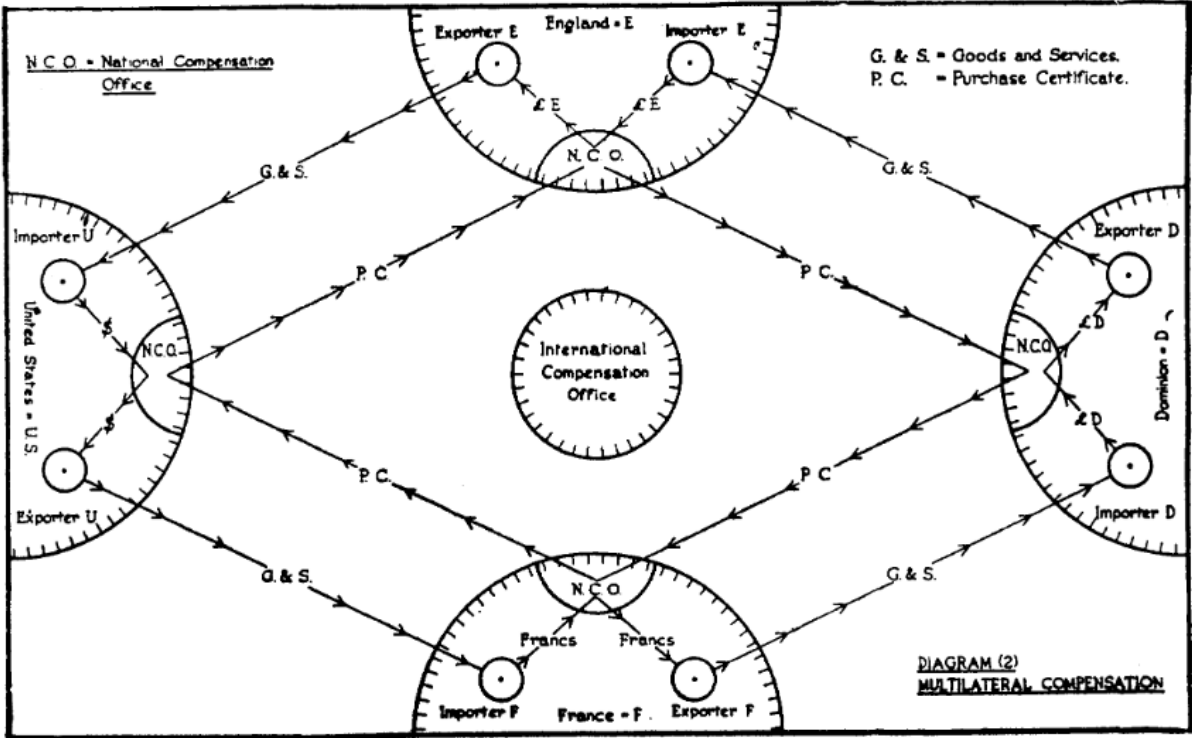 N C O. = National Compensation
Office
Exporter E
England = E
Importer E
G. & S. = Goods and Services.
P. C. = Purchase Certificate.
£ E
£ E
N. C O.
G. & S.
G. & S.
Importer U
Exporter D
P. C
P C.
United States = U.S.
$
N.C.O.
International
Compensation
Office
N.C.O
£D
Dominion = D
$
£D
P.C.
P C
Exporter U
Importer D
G. & S.
G. & S.
N. C. O.
Francs
Francs
Importer F
France = F.
Exporter F
DIAGRAM (2)
MULTILATERAL COMPENSATION